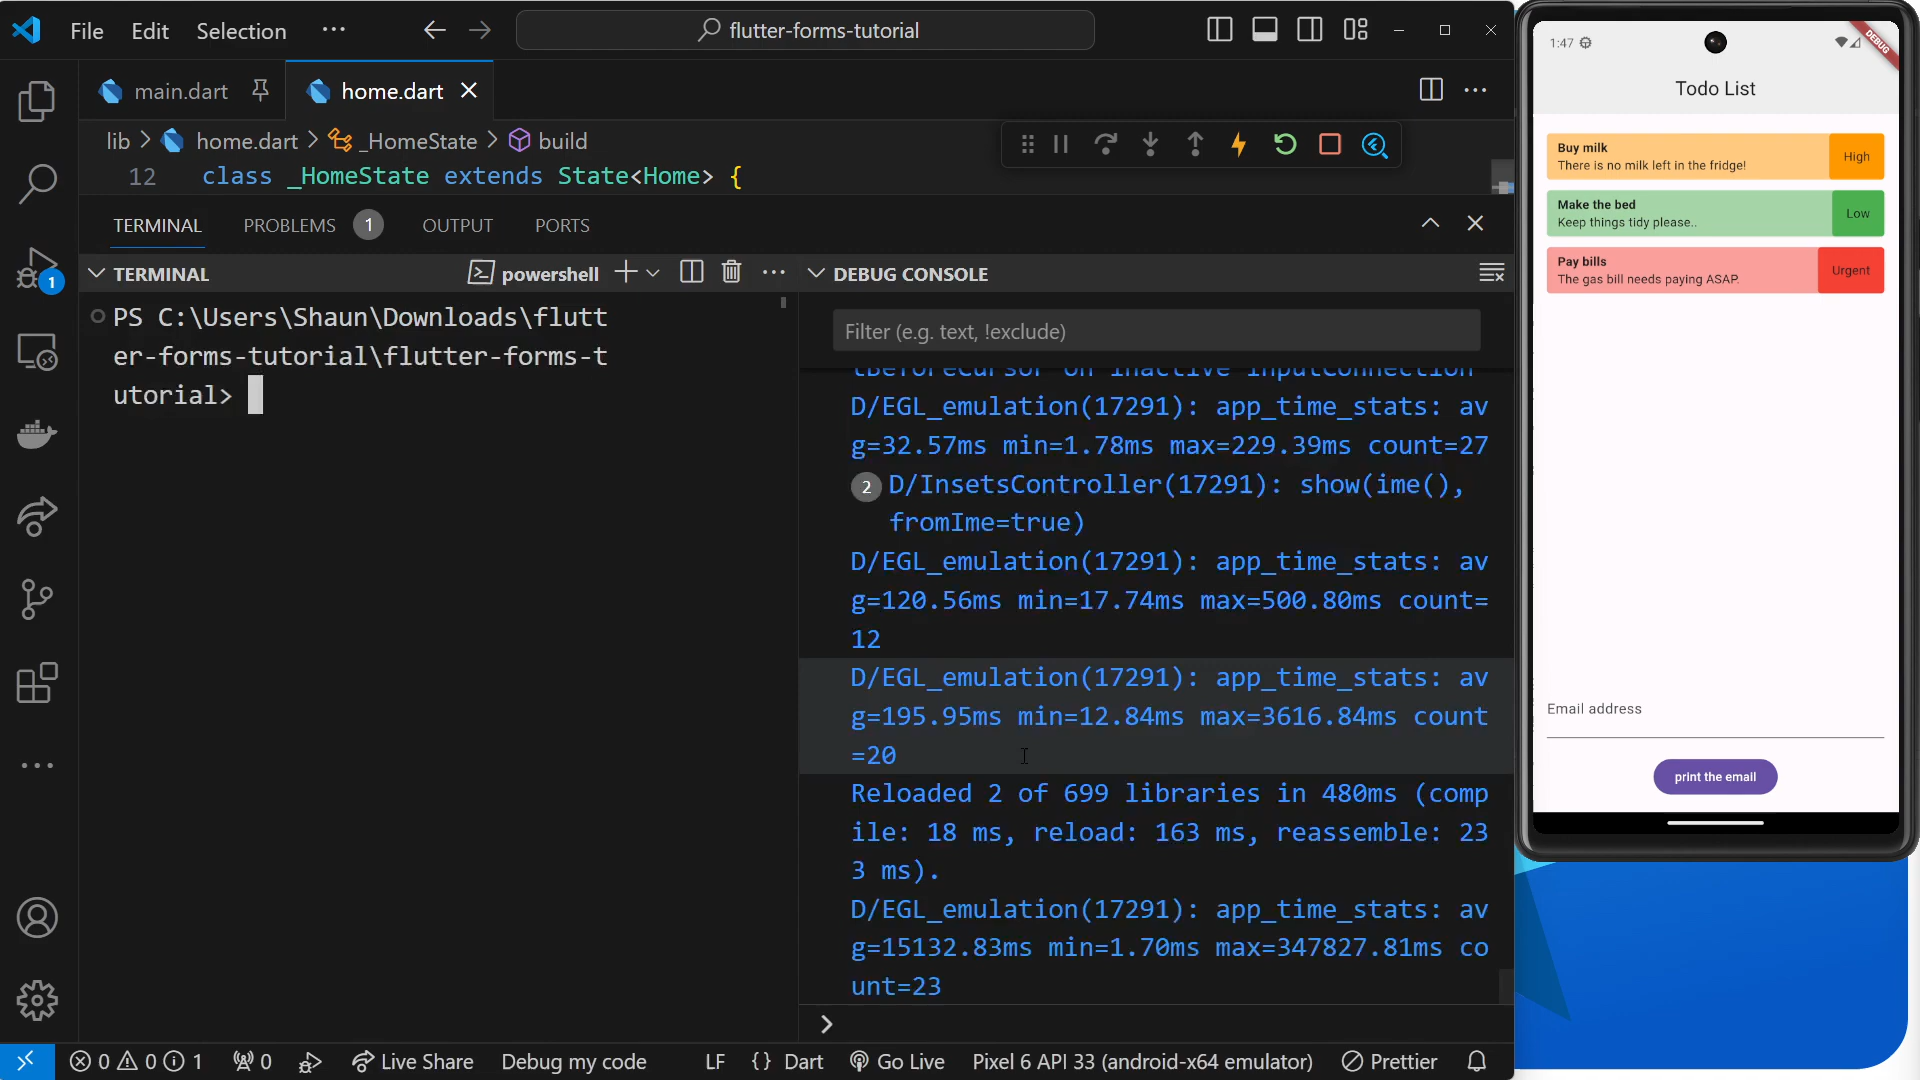 File Edit Selection ···
flutter-forms-tutorial
main.dart
home.dart
lib > home.dart > _HomeState > build
12 class _HomeState extends State<Home> {
TERMINAL PROBLEMS 1 OUTPUT PORTS
TERMINAL
powershell
PS C:\Users\Shaun\Downloads\flutt
er-forms-tutorial\flutter-forms-t
utorial>
DEBUG CONSOLE
Filter (e.g. text, !exclude)
tBeforeCursor on inactive InputConnection
D/EGL_emulation(17291): app_time_stats: av
g=32.57ms min=1.78ms max=229.39ms count=27
2 D/InsetsController(17291): show(ime(),
fromIme=true)
D/EGL_emulation(17291): app_time_stats: av
g=120.56ms min=17.74ms max=500.80ms count=
12
D/EGL_emulation(17291): app_time_stats: av
g=195.95ms min=12.84ms max=3616.84ms count
=20
Reloaded 2 of 699 libraries in 480ms (comp
ile: 18 ms, reload: 163 ms, reassemble: 23
3 ms).
D/EGL_emulation(17291): app_time_stats: av
g=15132.83ms min=1.70ms max=347827.81ms co
unt=23
1
0 0 1 0 Live Share Debug my code LF {} Dart Go Live Pixel 6 API 33 (android-x64 emulator) Prettier
1:47
DEBUG
Todo List
Buy milk
There is no milk left in the fridge!
High
Make the bed
Keep things tidy please..
Low
Pay bills
The gas bill needs paying ASAP.
Urgent
Email address
print the email